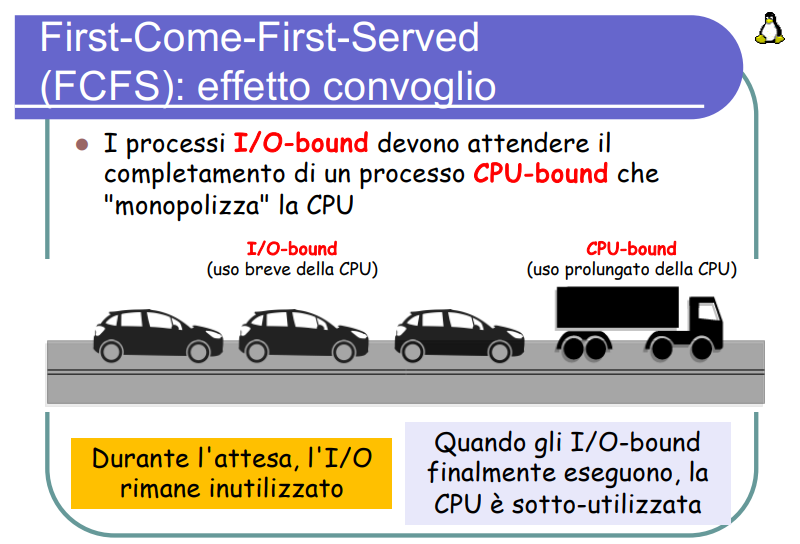 First-Come-First-Served
(FCFS): effetto convoglio
I processi I/O-bound devono attendere il
completamento di un processo CPU-bound che
"monopolizza" la CPU
I/O-bound
(uso breve della CPU)
CPU-bound
(uso prolungato della CPU)
Durante l'attesa, l'I/O
rimane inutilizzato
Quando gli I/O-bound
finalmente eseguono, la
CPU è sotto-utilizzata